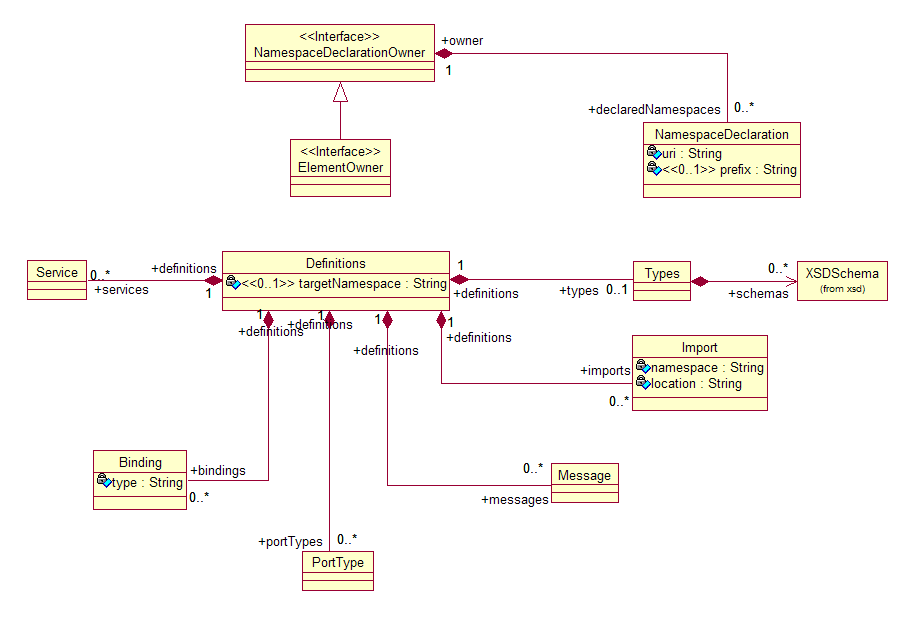 <<Interface>>
NamespaceDeclarationOwner
+owner
1
+declaredNamespaces
0..*
<<Interface>>
ElementOwner
NamespaceDeclaration
uri : String
<<0..1>> prefix : String
Service
0..*
+services
+definitions
1
Definitions
<<0..1>> targetNamespace : String
1
+definitions
+types
0..1
Types
0..*
+schemas
XSDSchema
(from xsd)
1
+definitions
1
+definitions
1
+definitions
1
+definitions
+imports
0..*
Import
namespace : String
location : String
Binding
type : String
+bindings
0..*
0..*
+messages
Message
+portTypes
0..*
PortType